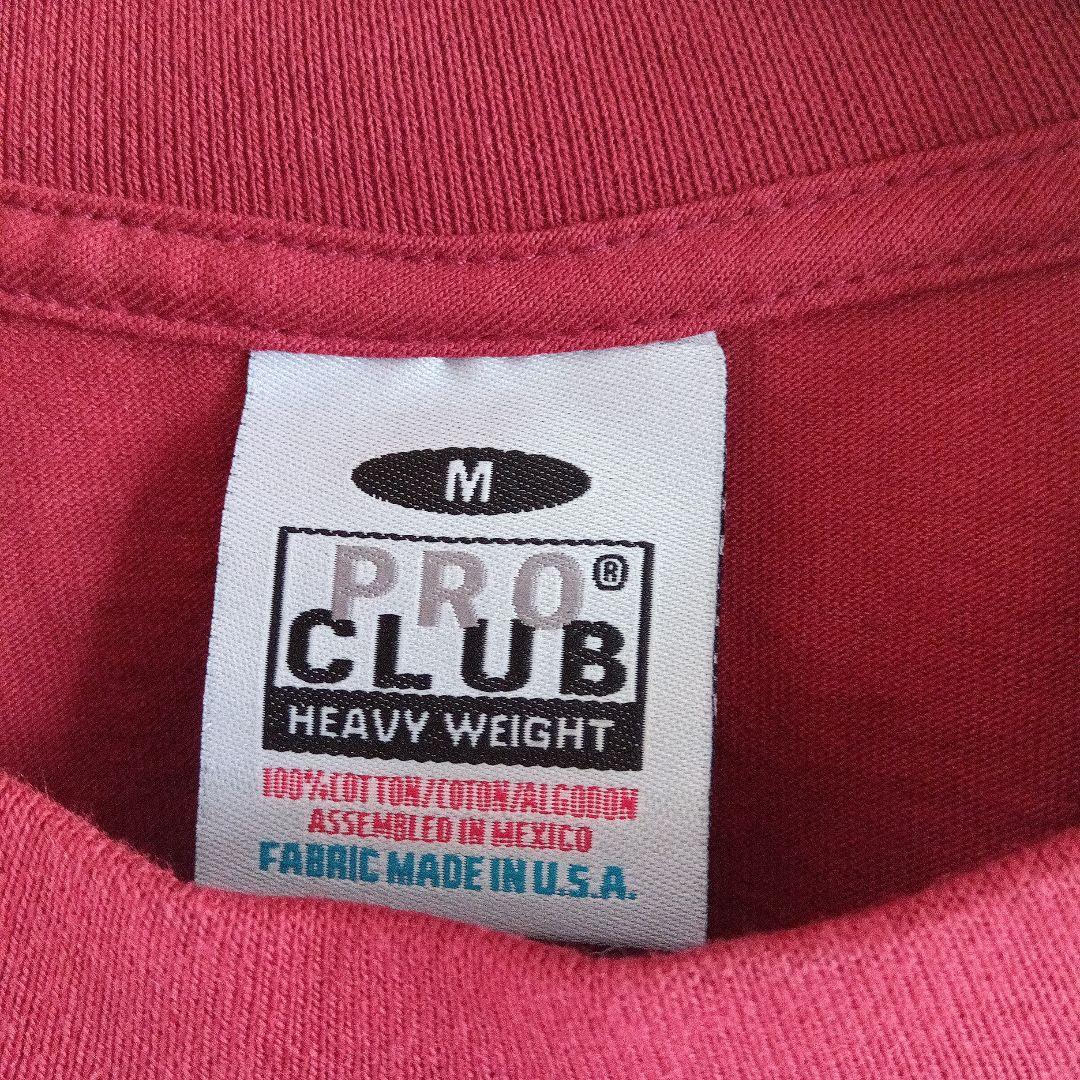 M
PRO®
CLUB
HEAVY WEIGHT
100%COTTON/COTON/ALGODON
ASSEMBLED IN MEXICO
FABRIC MADE IN U.S.A.